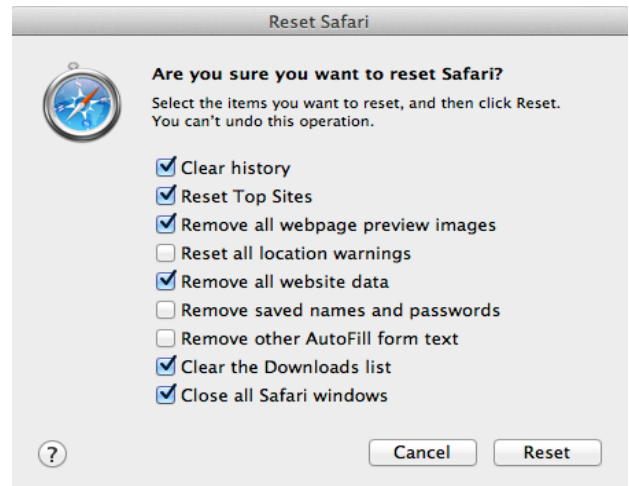 Reset Safari
Are you sure you want to reset Safari?
Select the items you want to reset, and then click Reset.
You can't undo this operation.
Clear history
Reset Top Sites
Remove all webpage preview images
Reset all location warnings
Remove all website data
Remove saved names and passwords
Remove other AutoFill form text
Clear the Downloads list
Close all Safari windows
? Cancel Reset